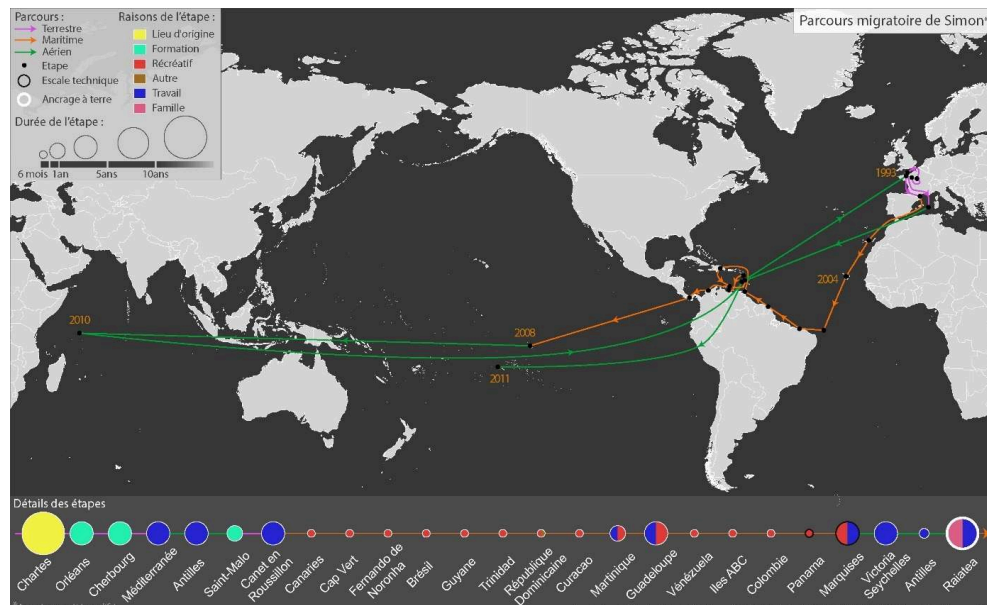 Parcours :
Terrestre
Maritime
Aérien
Etape
Escale technique
Ancrage à terre
Raisons de l'étape :
Lieu d'origine
Formation
Récréatif
Autre
Travail
Famille
Durée de l'étape :
6 mois 1an 5ans 10ans
Parcours migratoire de Simon
1993
2004
2010
2008
2011
Détails des étapes
Chartes
Orléans
Cherbourg
Méditerranée
Antilles
Saint-Malo
Canet en
Roussillon
Canaries
Cap Vert
Fernando de
Noronha
Brésil
Guyane
Trinidad
République
Dominicaine
Curacao
Martinique
Guadeloupe
Vénézuela
Iles ABC
Colombie
Panama
Marquises
Victoria
Seychelles
Antilles
Raiatea